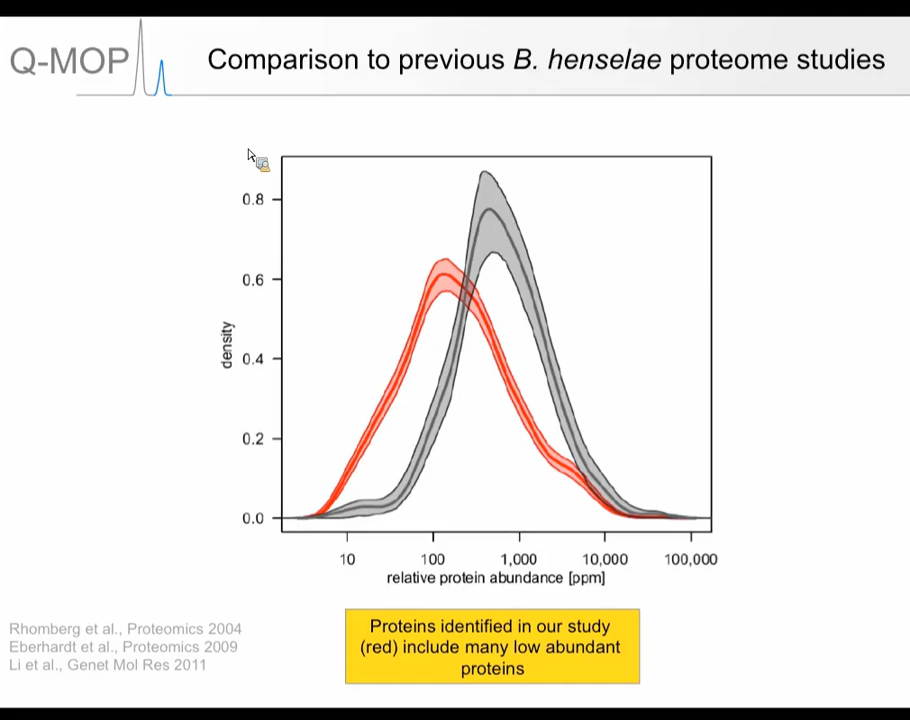 Q-MOP
Comparison to previous B. henselae proteome studies
0.8
0.6
0.4
0.2
0.0
density
10 100 1,000 10,000 100,000
relative protein abundance [ppm]
Rhomberg et al., Proteomics 2004
Eberhardt et al., Proteomics 2009
Li et al., Genet Mol Res 2011
Proteins identified in our study
(red) include many low abundant
proteins